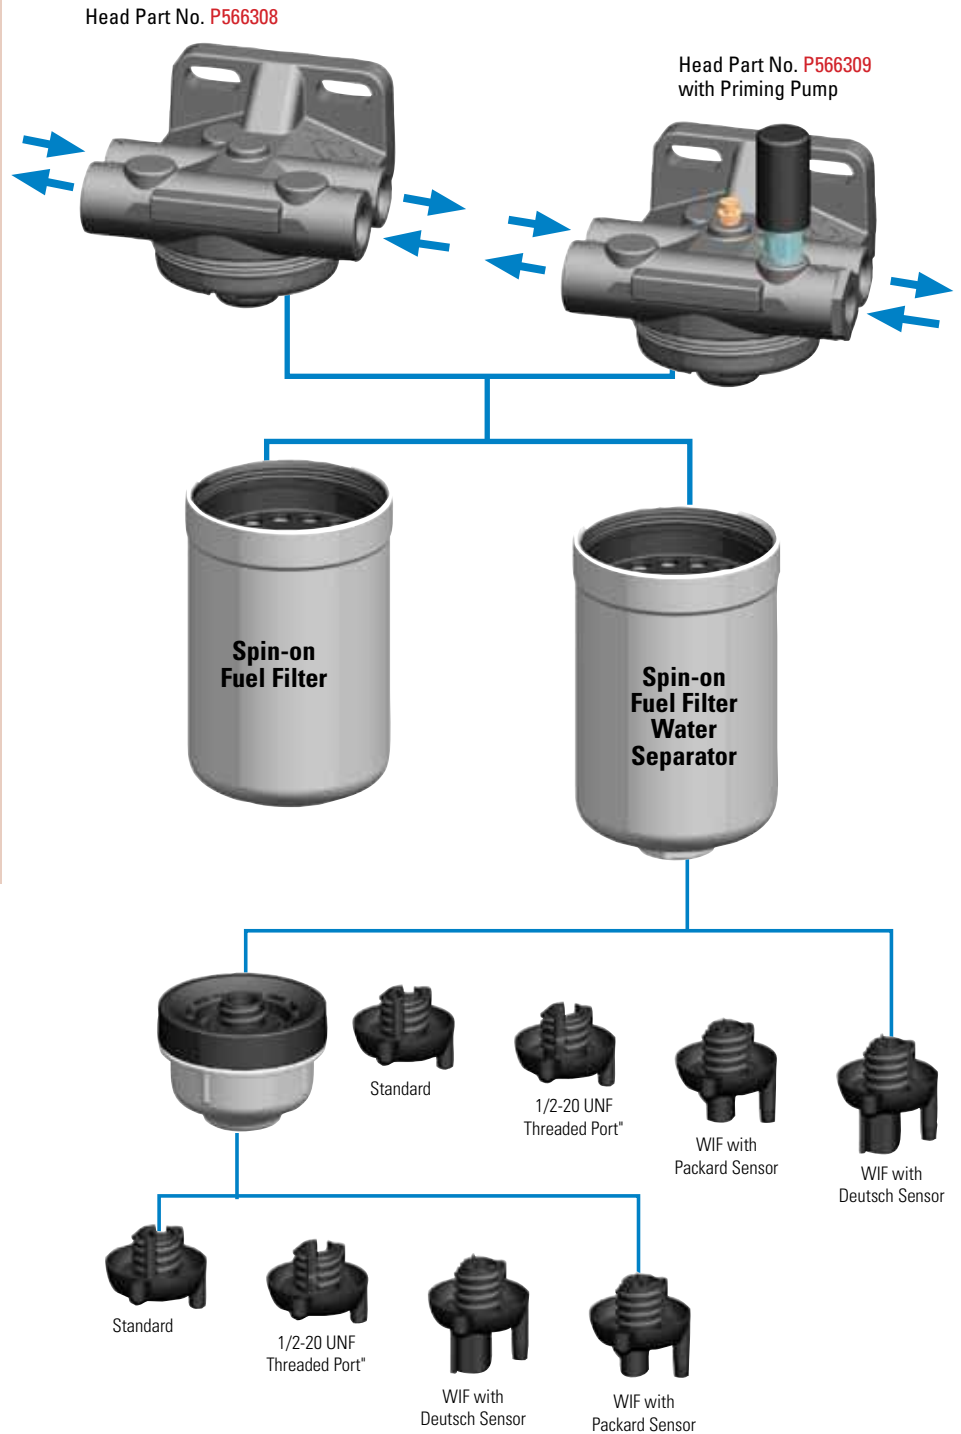 Head Part No. P566308
Head Part No. P566309
with Priming Pump
Spin-on
Fuel Filter
Spin-on
Fuel Filter
Water
Separator
Standard
1/2-20 UNF
Threaded Port"
WIF with
Packard Sensor
WIF with
Deutsch Sensor
Standard
1/2-20 UNF
Threaded Port"
WIF with
Deutsch Sensor
WIF with
Packard Sensor